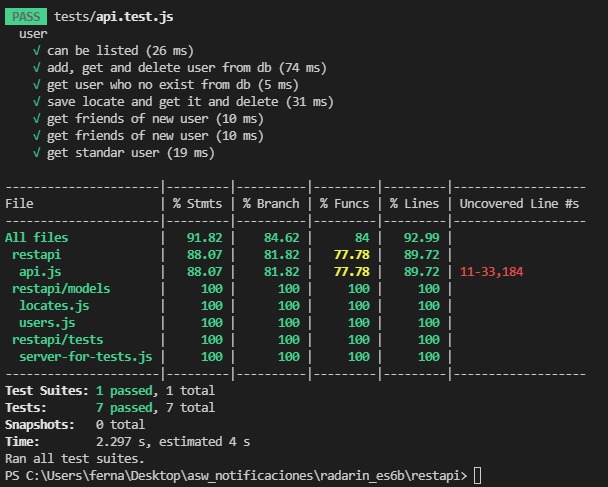 PASS tests/api.test.js
  user
    √ can be listed (26 ms)
    √ add, get and delete user from db (74 ms)
    √ get user who no exist from db (5 ms)
    √ save locate and get it and delete (31 ms)
    √ get friends of new user (10 ms)
    √ get friends of new user (10 ms)
    √ get standar user (19 ms)
---------------------|---------|----------|---------|---------|-------------------
File                 | % Stmts | % Branch | % Funcs | % Lines | Uncovered Line #s
---------------------|---------|----------|---------|---------|-------------------
All files            |   91.82 |    84.62 |      84 |   92.99 |
 restapi             |   88.07 |    81.82 |   77.78 |   89.72 |
  api.js             |   88.07 |    81.82 |   77.78 |   89.72 | 11-33,184
 restapi/models      |     100 |      100 |     100 |     100 |
  locates.js         |     100 |      100 |     100 |     100 |
  users.js           |     100 |      100 |     100 |     100 |
 restapi/tests       |     100 |      100 |     100 |     100 |
  server-for-tests.js |     100 |      100 |     100 |     100 |
---------------------|---------|----------|---------|---------|-------------------
Test Suites: 1 passed, 1 total
Tests:       7 passed, 7 total
Snapshots:   0 total
Time:        2.297 s, estimated 4 s
Ran all test suites.
PS C:\Users\ferna\Desktop\asw_notificaciones\radarin_es6b\restapi>